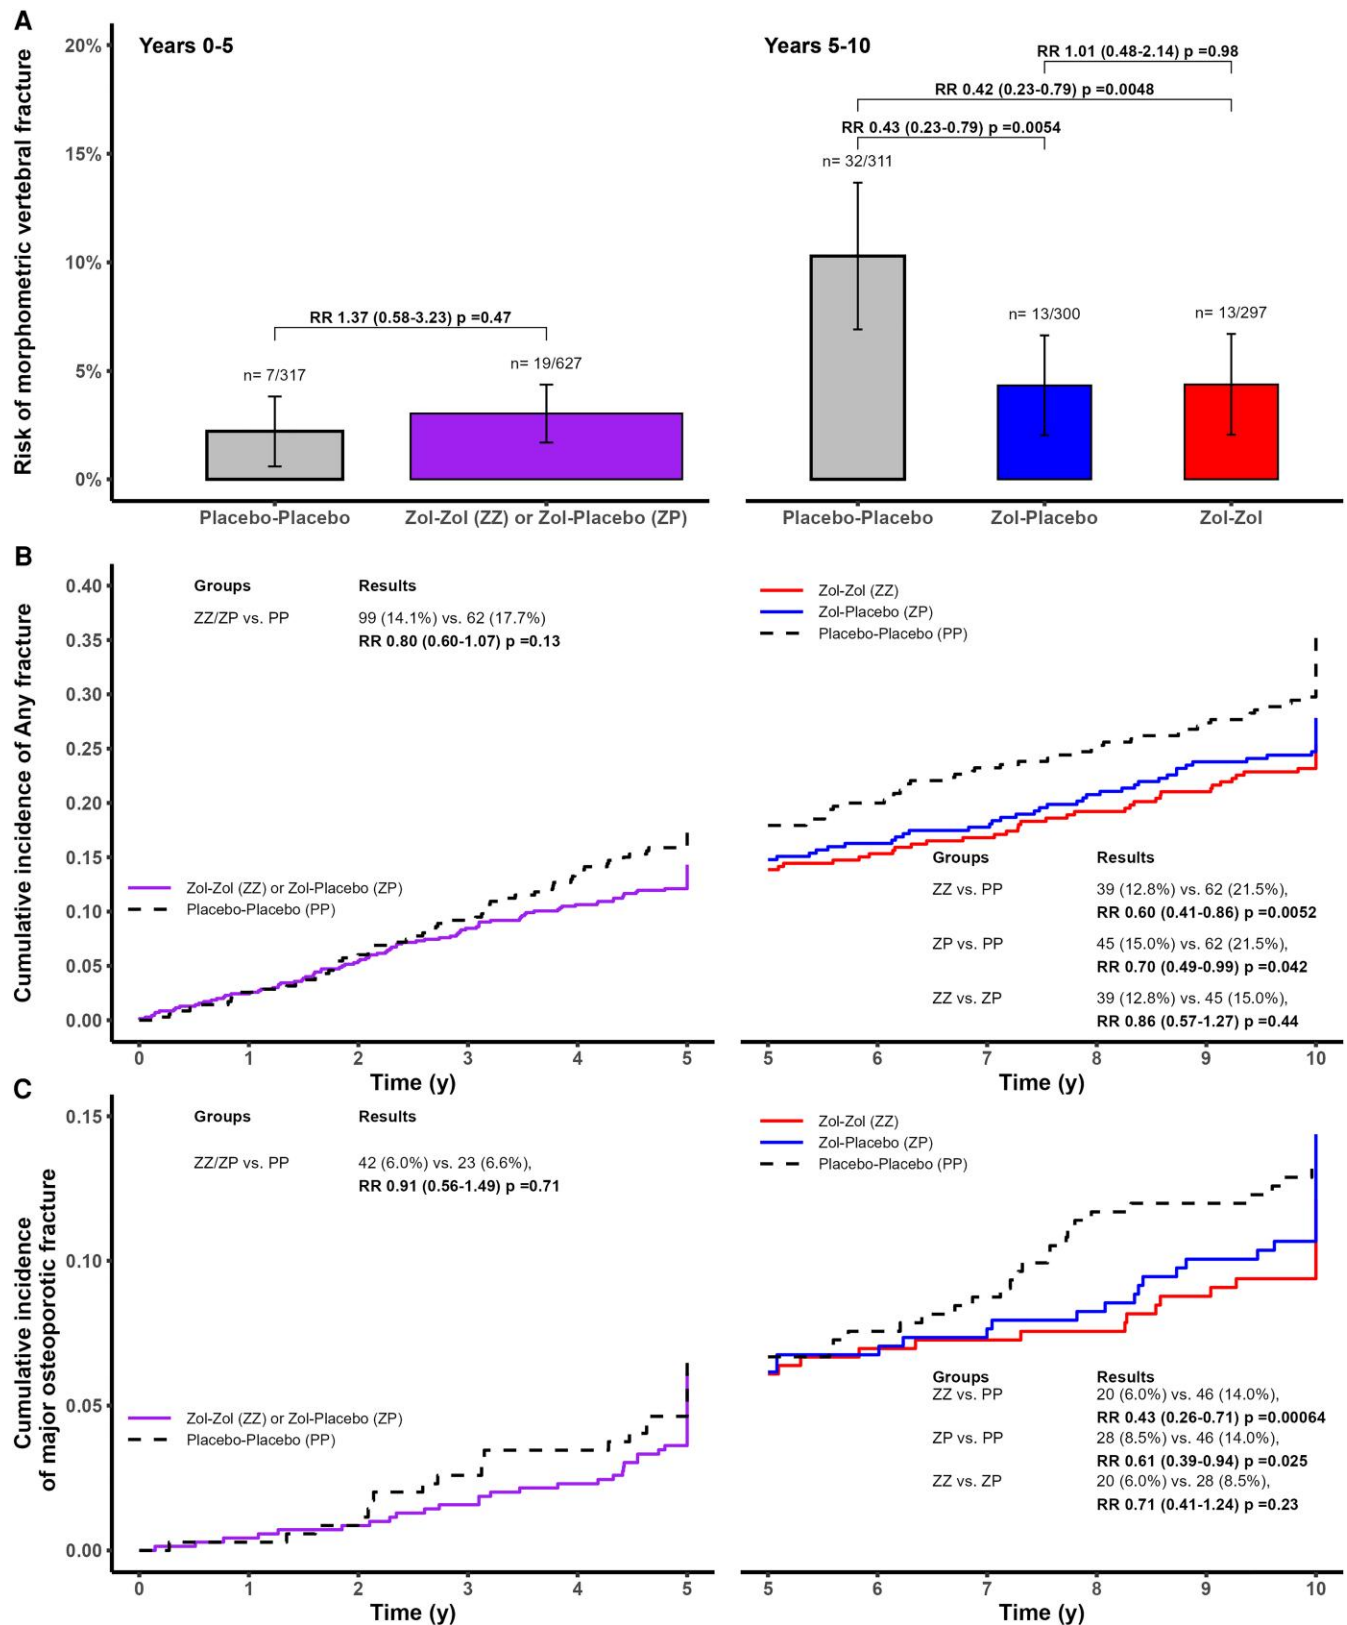 A
Risk of morphometric vertebral fracture
20%
15%
10%
5%
0%
Years 0-5
RR 1.37 (0.58-3.23) p =0.47
n= 7/317
n= 19/627
Placebo-Placebo
Zol-Zol (ZZ) or Zol-Placebo (ZP)
Years 5-10
RR 1.01 (0.48-2.14) p =0.98
RR 0.42 (0.23-0.79) p =0.0048
RR 0.43 (0.23-0.79) p =0.0054
n= 32/311
n= 13/300
n= 13/297
Placebo-Placebo
Zol-Placebo
Zol-Zol
B
Cumulative incidence of Any fracture
0.40
0.35
0.30
0.25
0.20
0.15
0.10
0.05
0.00
Groups Results
ZZ/ZP vs. PP 99 (14.1%) vs. 62 (17.7%)
RR 0.80 (0.60-1.07) p =0.13
Zol-Zol (ZZ) or Zol-Placebo (ZP)
Placebo-Placebo (PP)
0 1 2 3 4 5
Time (y)
Zol-Zol (ZZ)
Zol-Placebo (ZP)
Placebo-Placebo (PP)
Groups Results
ZZ vs. PP 39 (12.8%) vs. 62 (21.5%),
RR 0.60 (0.41-0.86) p =0.0052
ZP vs. PP 45 (15.0%) vs. 62 (21.5%),
RR 0.70 (0.49-0.99) p =0.042
ZZ vs. ZP 39 (12.8%) vs. 45 (15.0%),
RR 0.86 (0.57-1.27) p =0.44
5 6 7 8 9 10
Time (y)
C
Cumulative incidence
of major osteoporotic fracture
0.15
0.10
0.05
0.00
Groups Results
ZZ/ZP vs. PP 42 (6.0%) vs. 23 (6.6%),
RR 0.91 (0.56-1.49) p =0.71
Zol-Zol (ZZ) or Zol-Placebo (ZP)
Placebo-Placebo (PP)
0 1 2 3 4 5
Time (y)
Zol-Zol (ZZ)
Zol-Placebo (ZP)
Placebo-Placebo (PP)
Groups Results
ZZ vs. PP 20 (6.0%) vs. 46 (14.0%),
RR 0.43 (0.26-0.71) p =0.00064
ZP vs. PP 28 (8.5%) vs. 46 (14.0%),
RR 0.61 (0.39-0.94) p =0.025
ZZ vs. ZP 20 (6.0%) vs. 28 (8.5%),
RR 0.71 (0.41-1.24) p =0.23
5 6 7 8 9 10
Time (y)